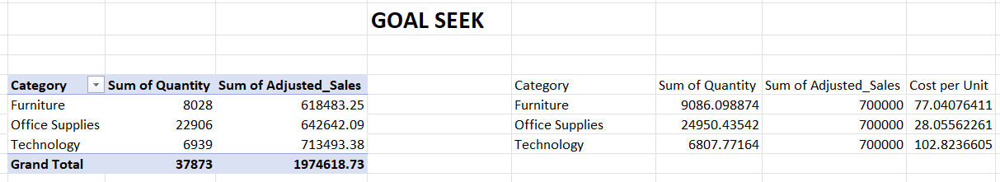 GOAL SEEK
Category Sum of Quantity Sum of Adjusted_Sales Category Sum of Quantity Sum of Adjusted_Sales Cost per Unit
Furniture 8028 618483.25 Furniture 9086.098874 700000 77.04076411
Office Supplies 22906 642642.09 Office Supplies 24950.43542 700000 28.05562261
Technology 6939 713493.38 Technology 6807.77164 700000 102.8236605
Grand Total 37873 1974618.73